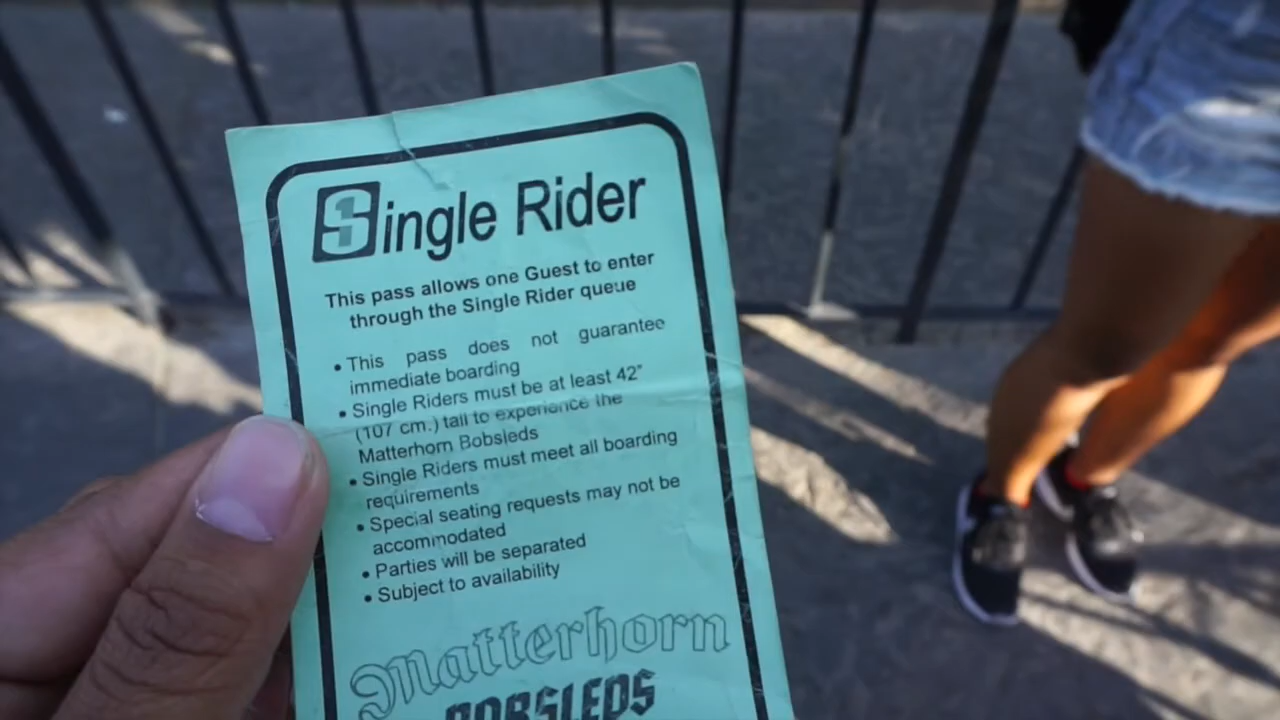 Single Rider
This pass allows one Guest to enter
through the Single Rider queue
• This pass does not guarantee
immediate boarding
• Single Riders must be at least 42"
(107 cm.) tall to experience the
Matterhorn Bobsleds
• Single Riders must meet all boarding
requirements
• Special seating requests may not be
accommodated
• Parties will be separated
• Subject to availability
Matterhorn
BOBSLEDS